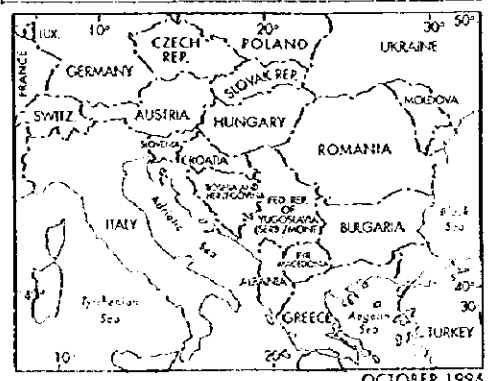 LUX. 10° 20° 30° 50°
CZECH REP. POLAND UKRAINE
FRANCE GERMANY
SLOVAK REP.
SWITZ. AUSTRIA HUNGARY MOLDOVA
SLOVENIA ROMANIA
CROATIA
BOSNIA AND HERZEGOVINA
FED. REP. OF YUGOSLAVIA (SERB./MONT.)
ITALY Adriatic Sea BULGARIA Black Sea
F.Y.R. MACEDONIA
ALBANIA
40°
Tyrrhenian Sea GREECE Aegean Sea TURKEY
10° 20° 30
OCTOBER 1995